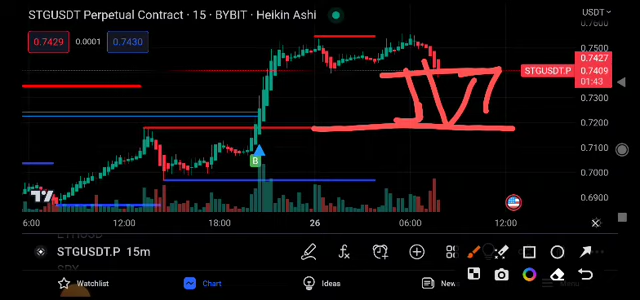 STGUSDT Perpetual Contract · 15 · BYBIT · Heikin Ashi
USDT
0.7429 0.0001 0.7430
0.7500
0.7427
STGUSDT.P 0.7409
01:43
0.7300
0.7200
B
0.7100
0.7000
0.6900
6:00 12:00 18:00 26 06:00 12:00
STGUSDT.P 15m
Watchlist Chart Ideas New Menu